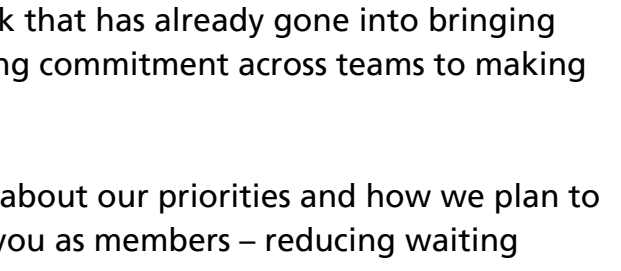 k that has already gone into bringing
ng commitment across teams to making
about our priorities and how we plan to
you as members – reducing waiting